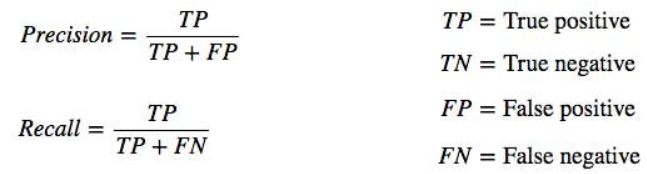 Precision = TP / TP + FP
Recall = TP / TP + FN
TP = True positive
TN = True negative
FP = False positive
FN = False negative